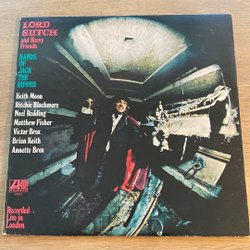 LORD
SUTCH
and Heavy
Friends
HANDS
OF
JACK
THE
RIPPER
Keith Moon
Ritchie Blackmore
Noel Redding
Matthew Fisher
Victor Brox
Brian Keith
Annette Brox
ATLANTIC
Recorded
Live in
London